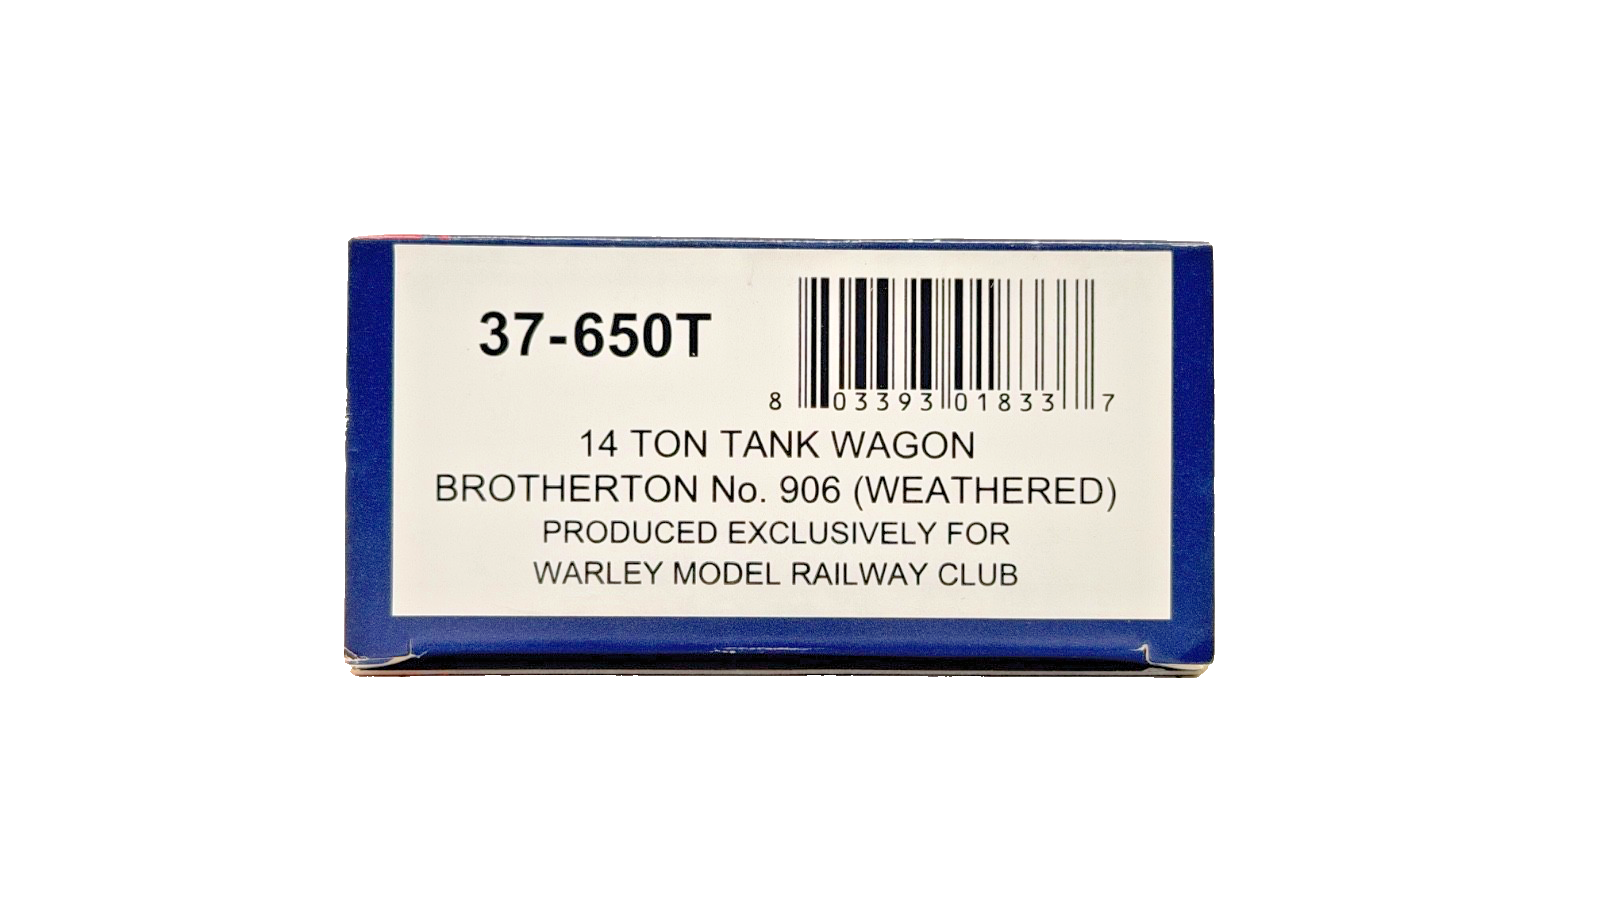 37-650T
8 03393 01833 7
14 TON TANK WAGON
BROTHERTON No. 906 (WEATHERED)
PRODUCED EXCLUSIVELY FOR
WARLEY MODEL RAILWAY CLUB